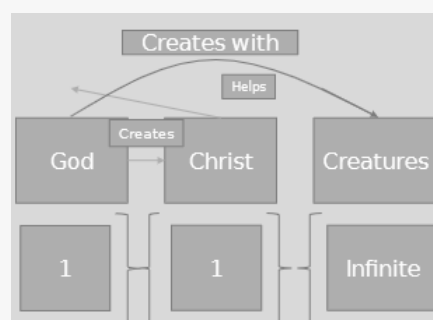 Creates with
Helps
Creates
God
Christ
Creatures
1
1
Infinite